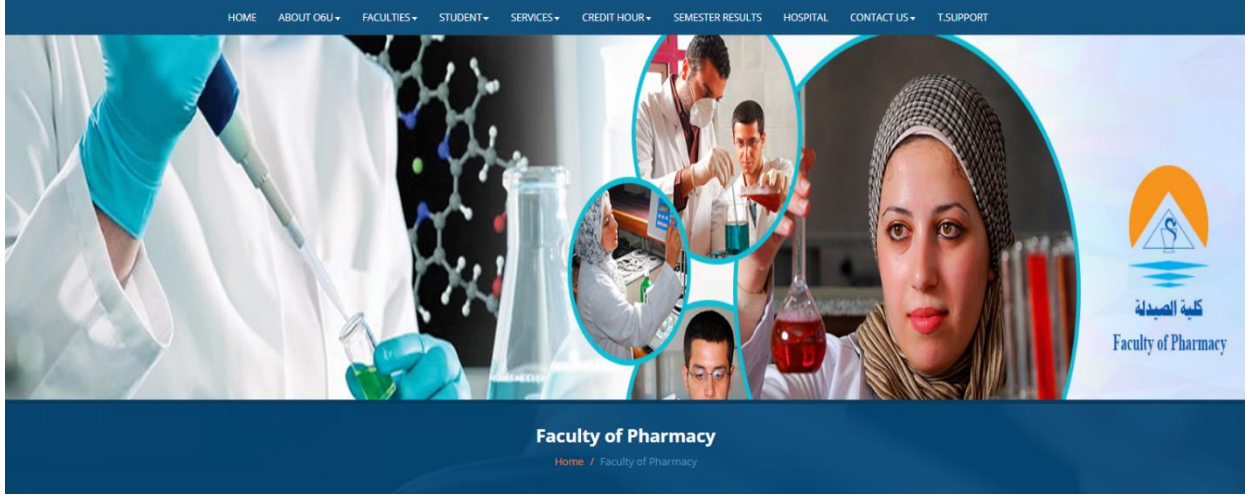 HOME ABOUT O6U FACULTIES STUDENT SERVICES CREDIT HOUR SEMESTER RESULTS HOSPITAL CONTACT US T.SUPPORT
كلية الصيدلة
Faculty of Pharmacy
Faculty of Pharmacy
Home / Faculty of Pharmacy